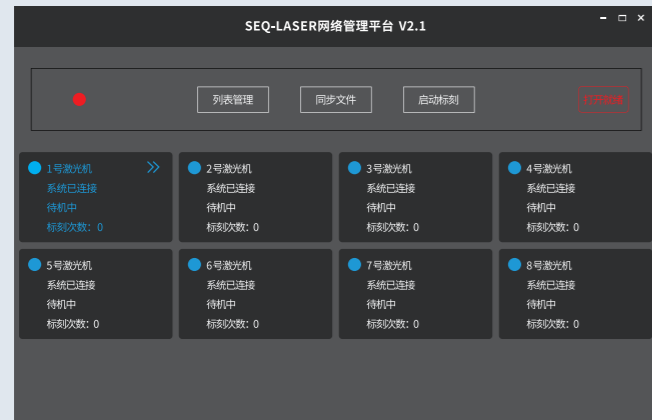 SEQ-LASER网络管理平台 V2.1
列表管理 同步文件 启动标刻
1号激光机 2号激光机 3号激光机 4号激光机
系统已连接 系统已连接 系统已连接 系统已连接
待机中 待机中 待机中 待机中
标刻次数：0 标刻次数：0 标刻次数：0 标刻次数：0
5号激光机 6号激光机 7号激光机 8号激光机
系统已连接 系统已连接 系统已连接 系统已连接
待机中 待机中 待机中 待机中
标刻次数：0 标刻次数：0 标刻次数：0 标刻次数：0